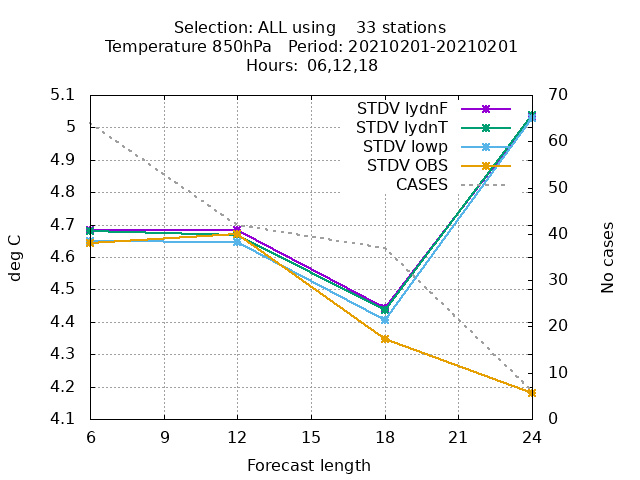 Selection: ALL using    33 stations
Temperature 850hPa   Period: 20210201-20210201
Hours:  06,12,18
STDV lydnF
STDV lydnT
STDV lowp
STDV OBS
CASES
5.1
5
4.9
4.8
4.7
4.6
4.5
4.4
4.3
4.2
4.1
deg C
70
60
50
40
30
20
10
0
No cases
6 9 12 15 18 21 24
Forecast length